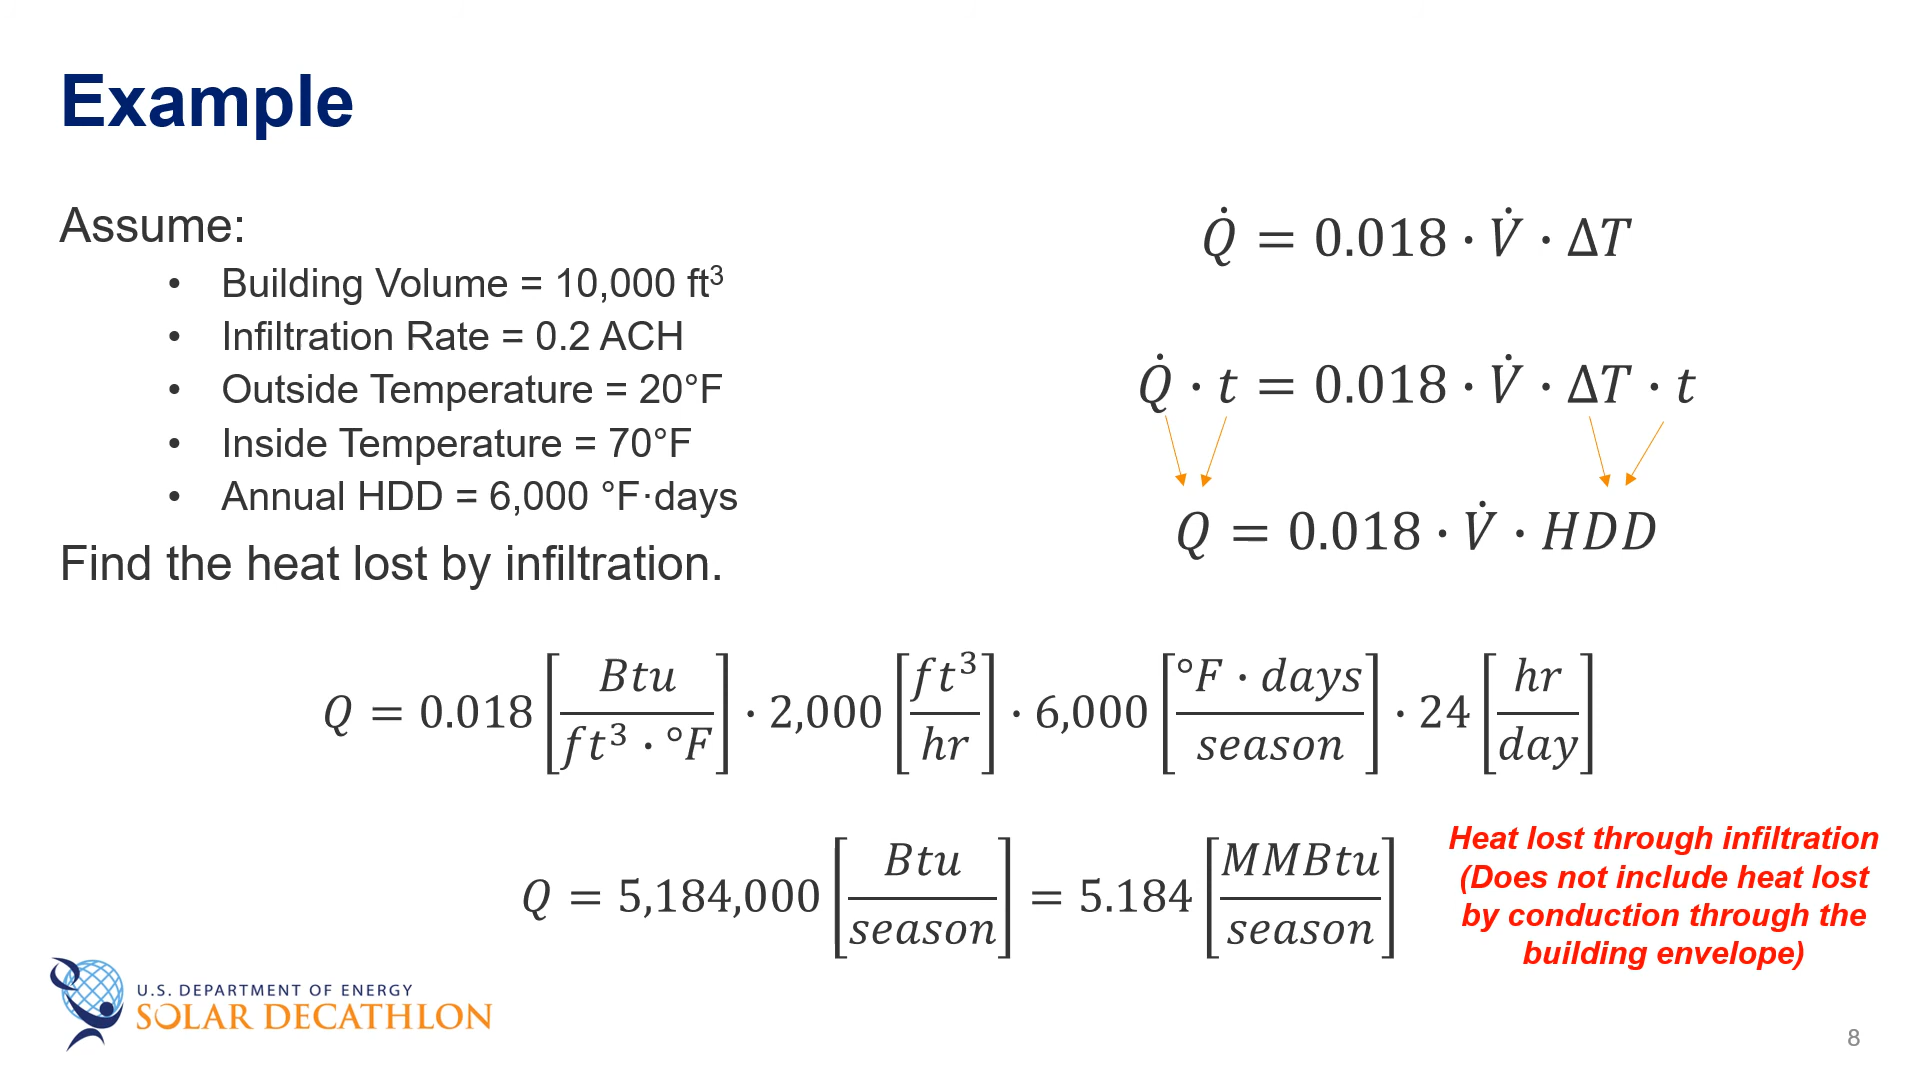 Example
Assume:
• Building Volume = 10,000 ft³
• Infiltration Rate = 0.2 ACH
• Outside Temperature = 20°F
• Inside Temperature = 70°F
• Annual HDD = 6,000 °F·days
Find the heat lost by infiltration.
Q̇ = 0.018 · V̇ · ΔT
Q̇ · t = 0.018 · V̇ · ΔT · t
Q = 0.018 · V̇ · HDD
Q = 0.018 [Btu / ft³ · °F] · 2,000 [ft³ / hr] · 6,000 [°F · days / season] · 24 [hr / day]
Q = 5,184,000 [Btu / season] = 5.184 [MMBtu / season]
Heat lost through infiltration
(Does not include heat lost
by conduction through the
building envelope)
U.S. DEPARTMENT OF ENERGY
SOLAR DECATHLON
8